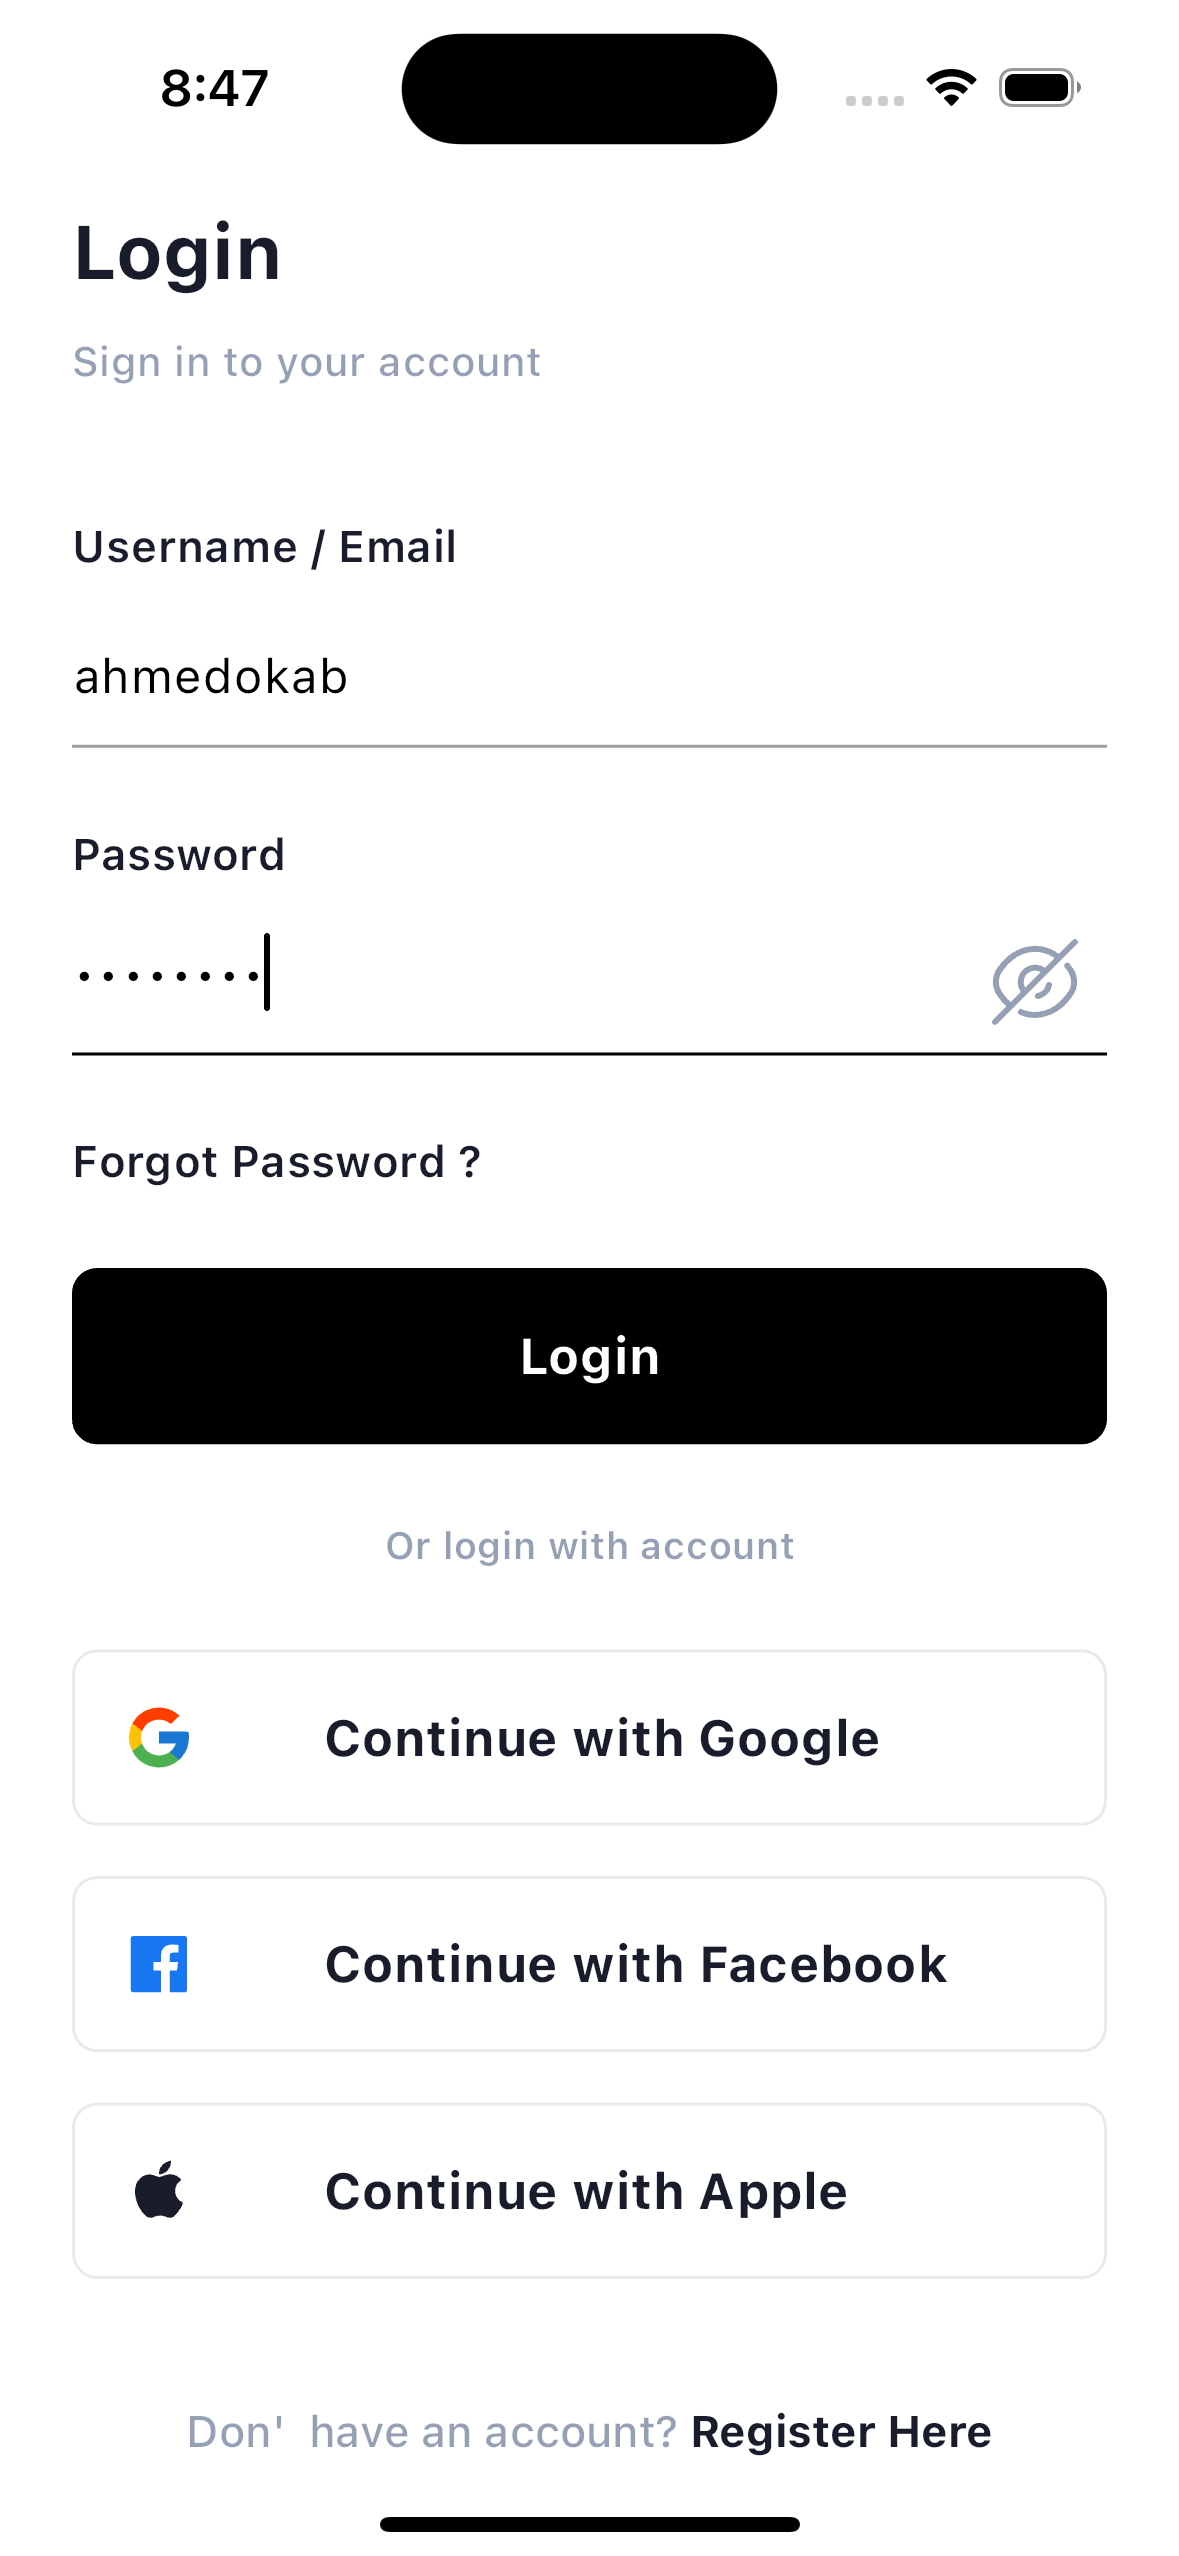 8:47
Login
Sign in to your account
Username / Email
ahmedokab
Password
••••••••
Forgot Password ?
Login
Or login with account
Continue with Google
Continue with Facebook
Continue with Apple
Don'  have an account? Register Here